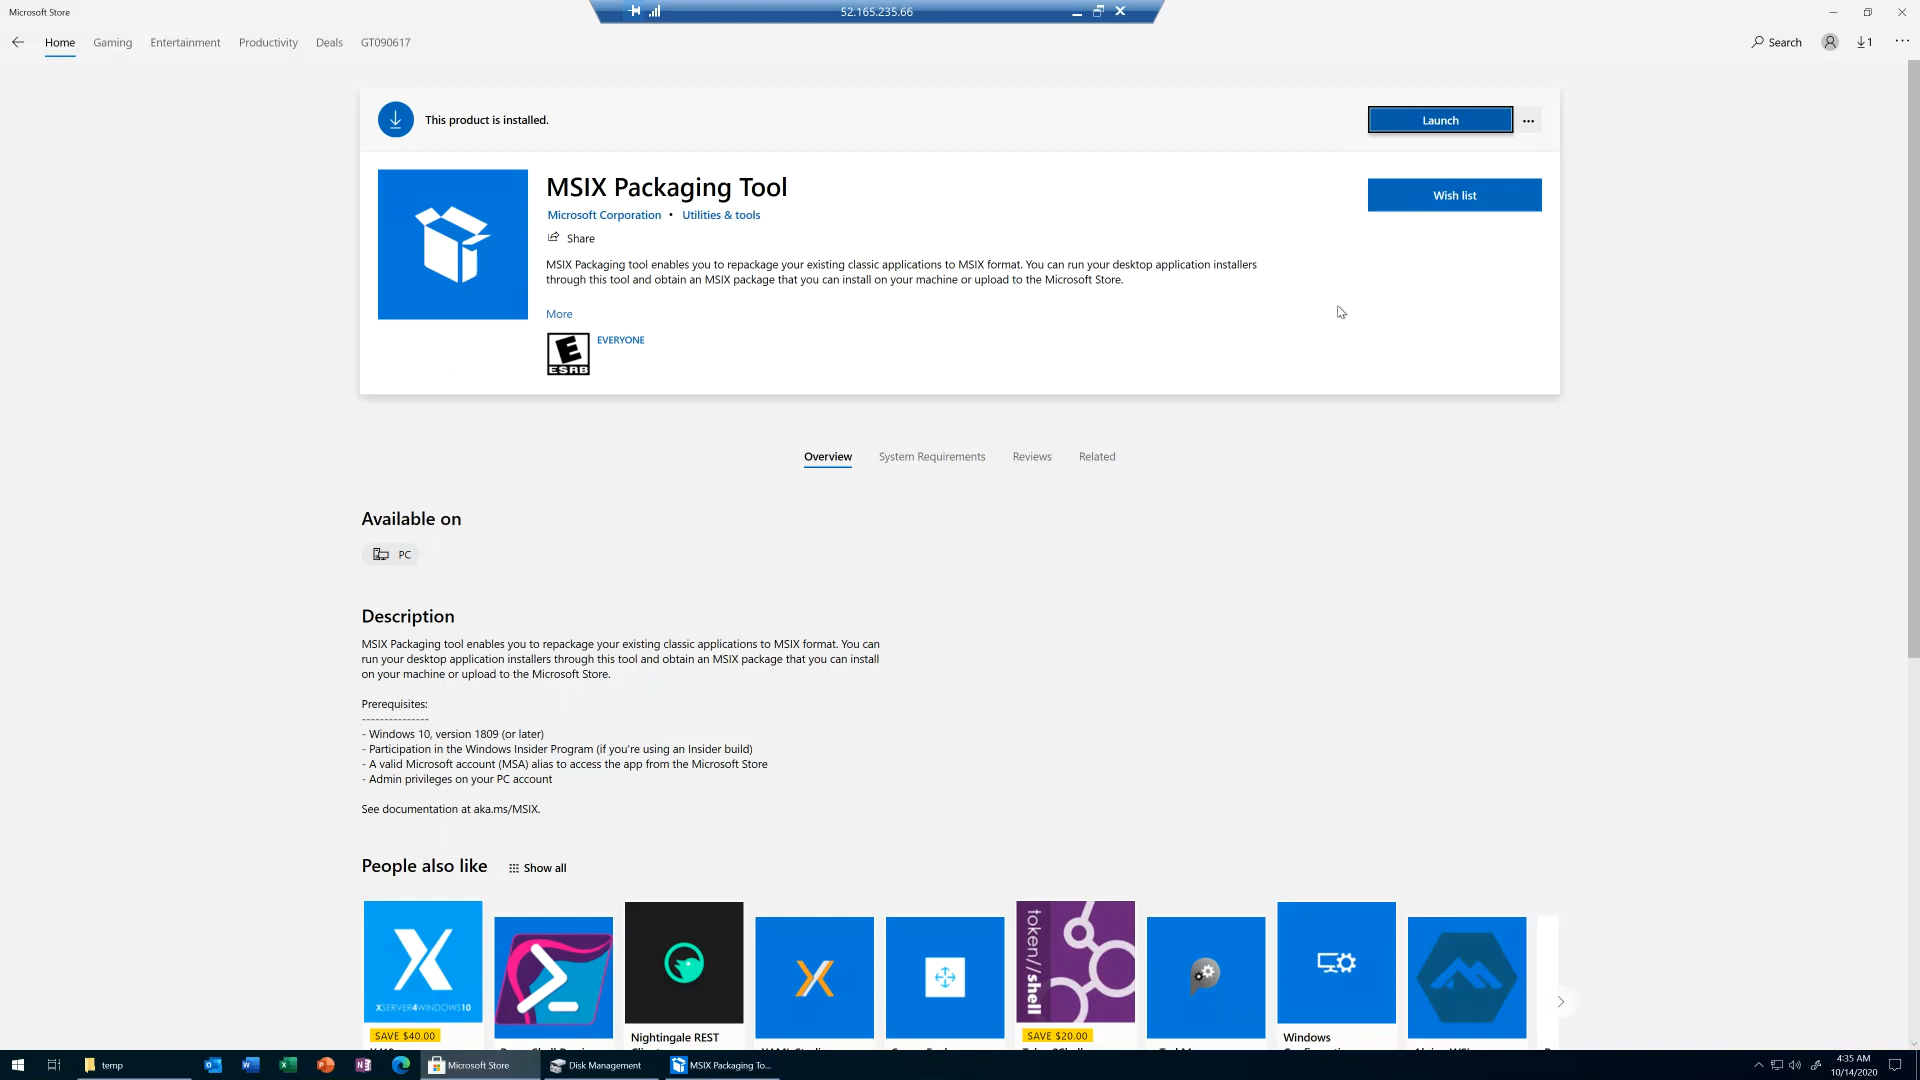 Microsoft Store
52.165.235.66
Home Gaming Entertainment Productivity Deals GT090617
Search
1
This product is installed.
Launch
MSIX Packaging Tool
Wish list
Microsoft Corporation • Utilities & tools
Share
MSIX Packaging tool enables you to repackage your existing classic applications to MSIX format. You can run your desktop application installers
through this tool and obtain an MSIX package that you can install on your machine or upload to the Microsoft Store.
More
E
ESRB
EVERYONE
Overview System Requirements Reviews Related
Available on
PC
Description
MSIX Packaging tool enables you to repackage your existing classic applications to MSIX format. You can
run your desktop application installers through this tool and obtain an MSIX package that you can install
on your machine or upload to the Microsoft Store.
Prerequisites:
---------------
- Windows 10, version 1809 (or later)
- Participation in the Windows Insider Program (if you're using an Insider build)
- A valid Microsoft account (MSA) alias to access the app from the Microsoft Store
- Admin privileges on your PC account
See documentation at aka.ms/MSIX.
People also like Show all
XSERVER4WINDOWS10
token//shell
SAVE $40.00
SAVE $20.00
Nightingale REST
Windows
temp
Microsoft Store
Disk Management
MSIX Packaging To...
4:35 AM
10/14/2020